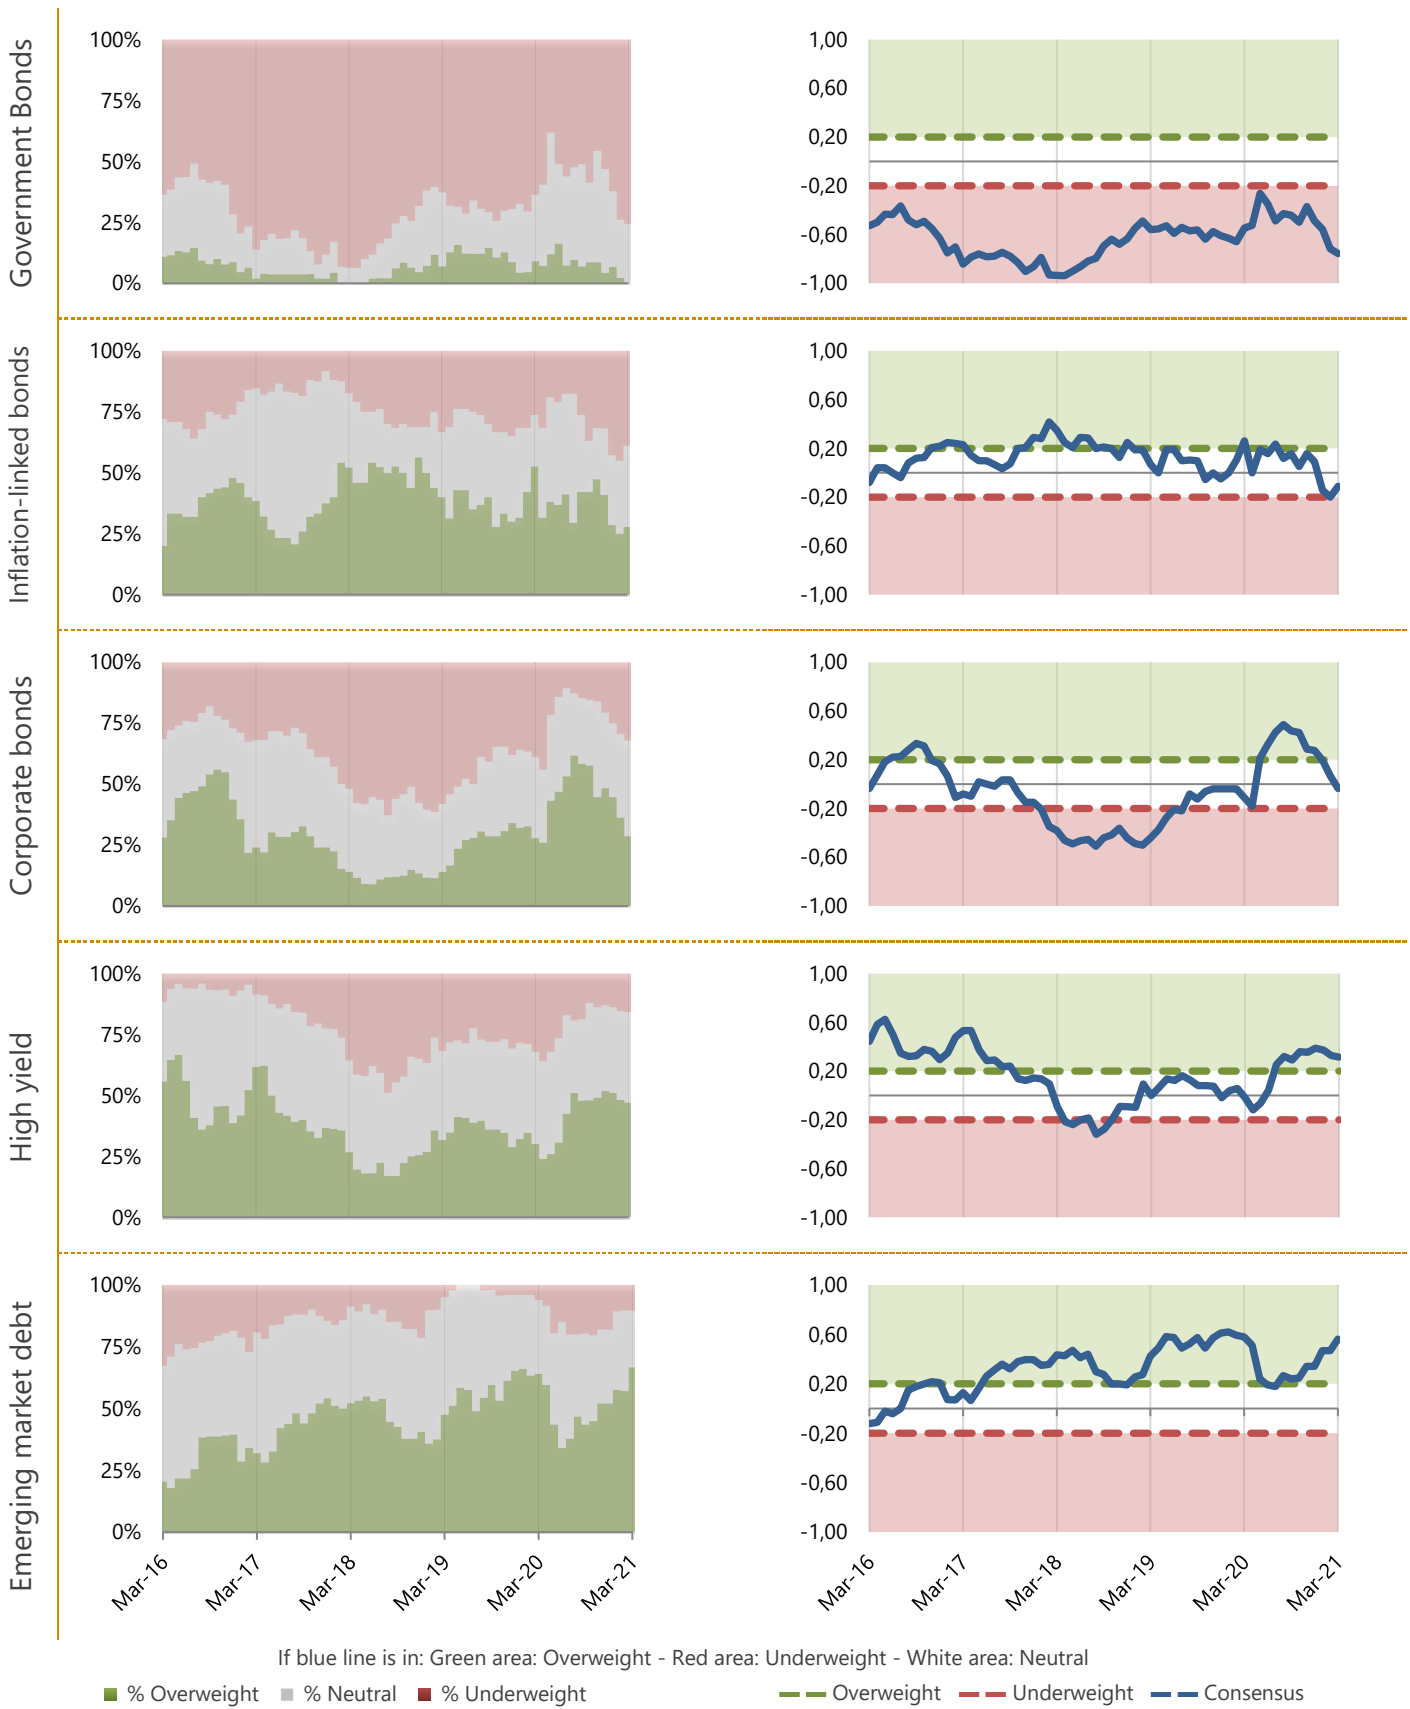 Government Bonds
100%
75%
50%
25%
0%
1,00
0,60
0,20
-0,20
-0,60
-1,00
Inflation-linked bonds
100%
75%
50%
25%
0%
1,00
0,60
0,20
-0,20
-0,60
-1,00
Corporate bonds
100%
75%
50%
25%
0%
1,00
0,60
0,20
-0,20
-0,60
-1,00
High yield
100%
75%
50%
25%
0%
1,00
0,60
0,20
-0,20
-0,60
-1,00
Emerging market debt
100%
75%
50%
25%
0%
Mar-16
Mar-17
Mar-18
Mar-19
Mar-20
Mar-21
1,00
0,60
0,20
-0,20
-0,60
-1,00
Mar-16
Mar-17
Mar-18
Mar-19
Mar-20
Mar-21
If blue line is in: Green area: Overweight - Red area: Underweight - White area: Neutral
% Overweight % Neutral % Underweight
Overweight Underweight Consensus